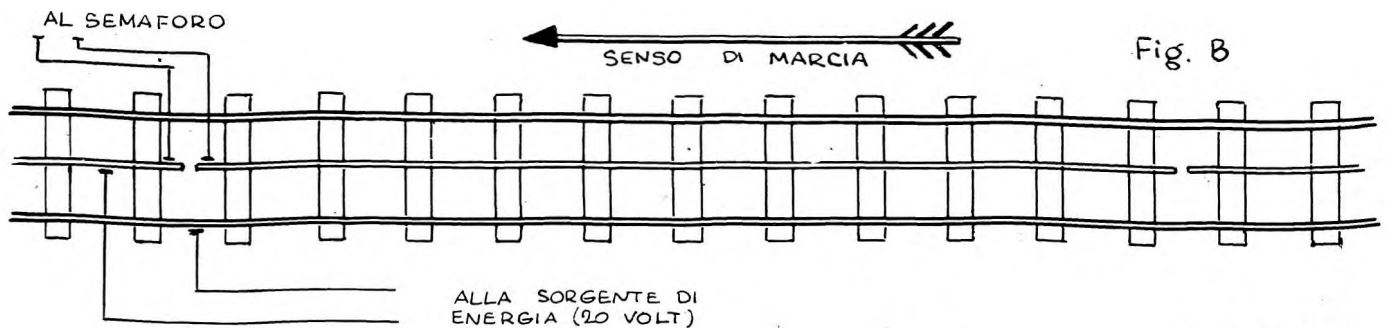 AL SEMAFORO
SENSO DI MARCIA
Fig. B
ALLA SORGENTE DI
ENERGIA (20 VOLT)